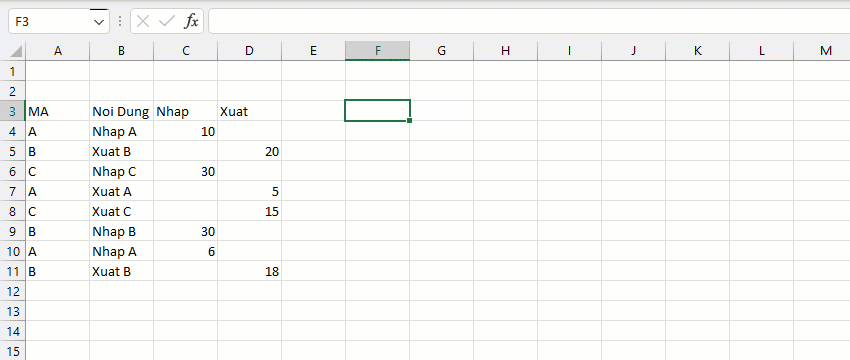 F3 fx
A B C D E F G H I J K L M
1
2
3 MA Noi Dung Nhap Xuat
4 A Nhap A 10
5 B Xuat B 20
6 C Nhap C 30
7 A Xuat A 5
8 C Xuat C 15
9 B Nhap B 30
10 A Nhap A 6
11 B Xuat B 18
12
13
14
15